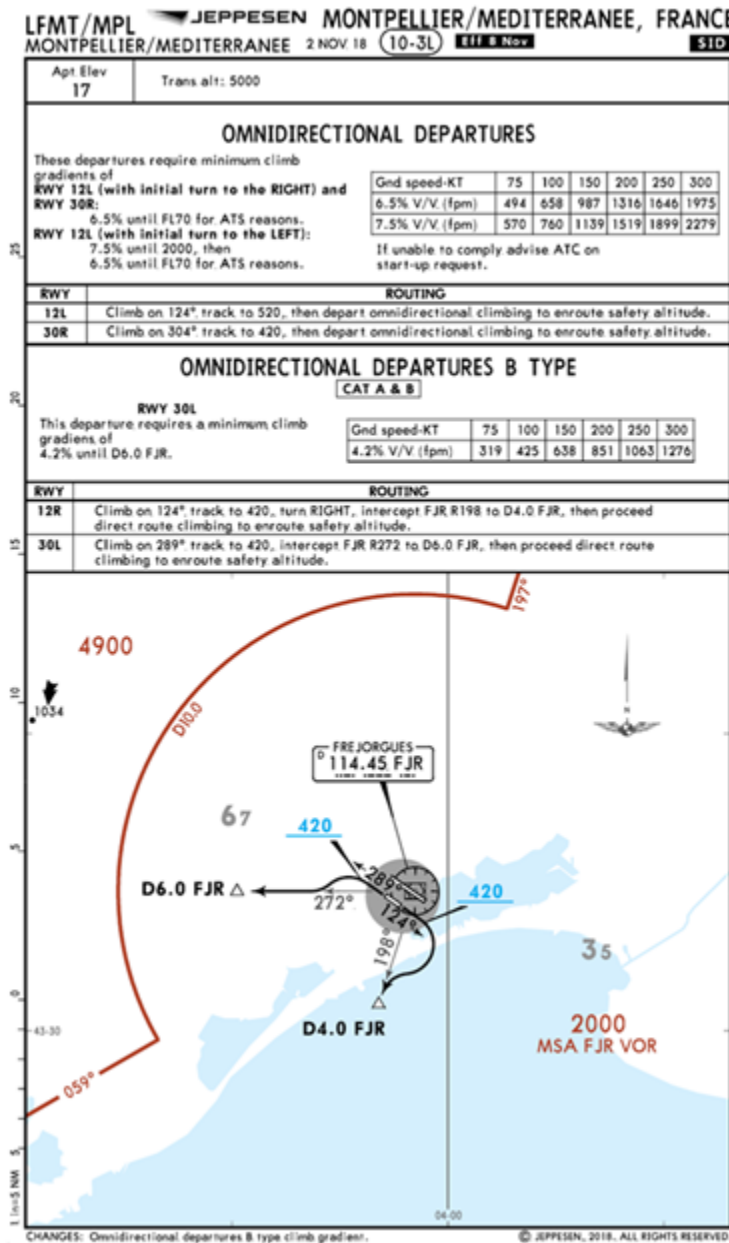 LFMT/MPL JEPPESEN MONTPELLIER/MEDITERRANEE, FRANCE
MONTPELLIER/MEDITERRANEE 2 NOV 18 10-3L Eff 8 Nov SID
Apt Elev
17
Trans alt: 5000
OMNIDIRECTIONAL DEPARTURES
These departures require minimum climb
gradients of
RWY 12L (with initial turn to the RIGHT) and
RWY 30R:
6.5% until FL70 for ATS reasons.
RWY 12L (with initial turn to the LEFT):
7.5% until 2000, then
6.5% until FL70 for ATS reasons.
Gnd speed-KT 75 100 150 200 250 300
6.5% V/V (fpm) 494 658 987 1316 1646 1975
7.5% V/V (fpm) 570 760 1139 1519 1899 2279
If unable to comply advise ATC on
start-up request.
RWY ROUTING
12L Climb on 124° track to 520, then depart omnidirectional climbing to enroute safety altitude.
30R Climb on 304° track to 420, then depart omnidirectional climbing to enroute safety altitude.
OMNIDIRECTIONAL DEPARTURES B TYPE
CAT A & B
RWY 30L
This departure requires a minimum climb
gradiens of
4.2% until D6.0 FJR.
Gnd speed-KT 75 100 150 200 250 300
4.2% V/V (fpm) 319 425 638 851 1063 1276
RWY ROUTING
12R Climb on 124° track to 420, turn RIGHT, intercept FJR R198 to D4.0 FJR, then proceed
direct route climbing to enroute safety altitude.
30L Climb on 289° track to 420, intercept FJR R272 to D6.0 FJR, then proceed direct route
climbing to enroute safety altitude.
25
20
15
10
5
0
5
1 In=5 NM
197°
4900
1034
D10.0
N
FREJORGUES
D 114.45 FJR
67
420
289°
D6.0 FJR
272°
420
124°
198°
35
D4.0 FJR
43-30
2000
MSA FJR VOR
059°
04-00
CHANGES: Omnidirectional departures B type climb gradient.
© JEPPESEN, 2018. ALL RIGHTS RESERVED